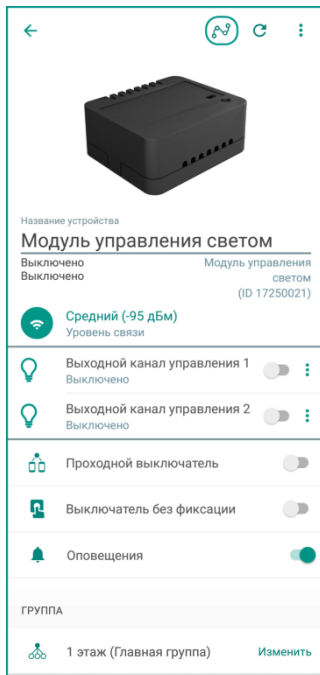 Название устройства
Модуль управления светом
Выключено
Выключено
Модуль управления
светом
(ID 17250021)
Средний (-95 дБм)
Уровень связи
Выходной канал управления 1
Выключено
Выходной канал управления 2
Выключено
Проходной выключатель
Выключатель без фиксации
Оповещения
ГРУППА
1 этаж (Главная группа)
Изменить